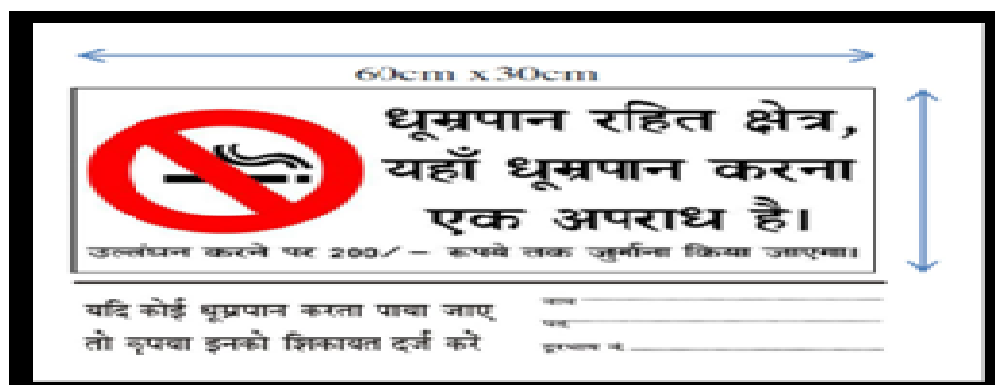 60cm x 30cm
धूम्रपान रहित क्षेत्र,
यहाँ धूम्रपान करना
एक अपराध है।
उल्लंघन करने पर 200/- रूपये तक जुर्माना किया जाएगा।
यदि कोई धूम्रपान करता पाया जाए
तो कृपया इनको शिकायत दर्ज करें
नाम
पद
दूरभाष नं.